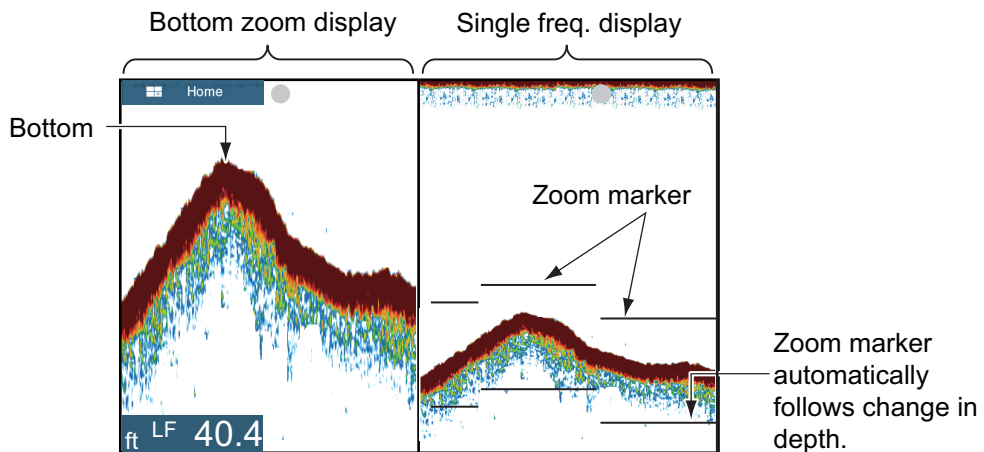 Bottom zoom display
Single freq. display
Home
Bottom
Zoom marker
Zoom marker
automatically
follows change in
depth.
ft LF 40.4